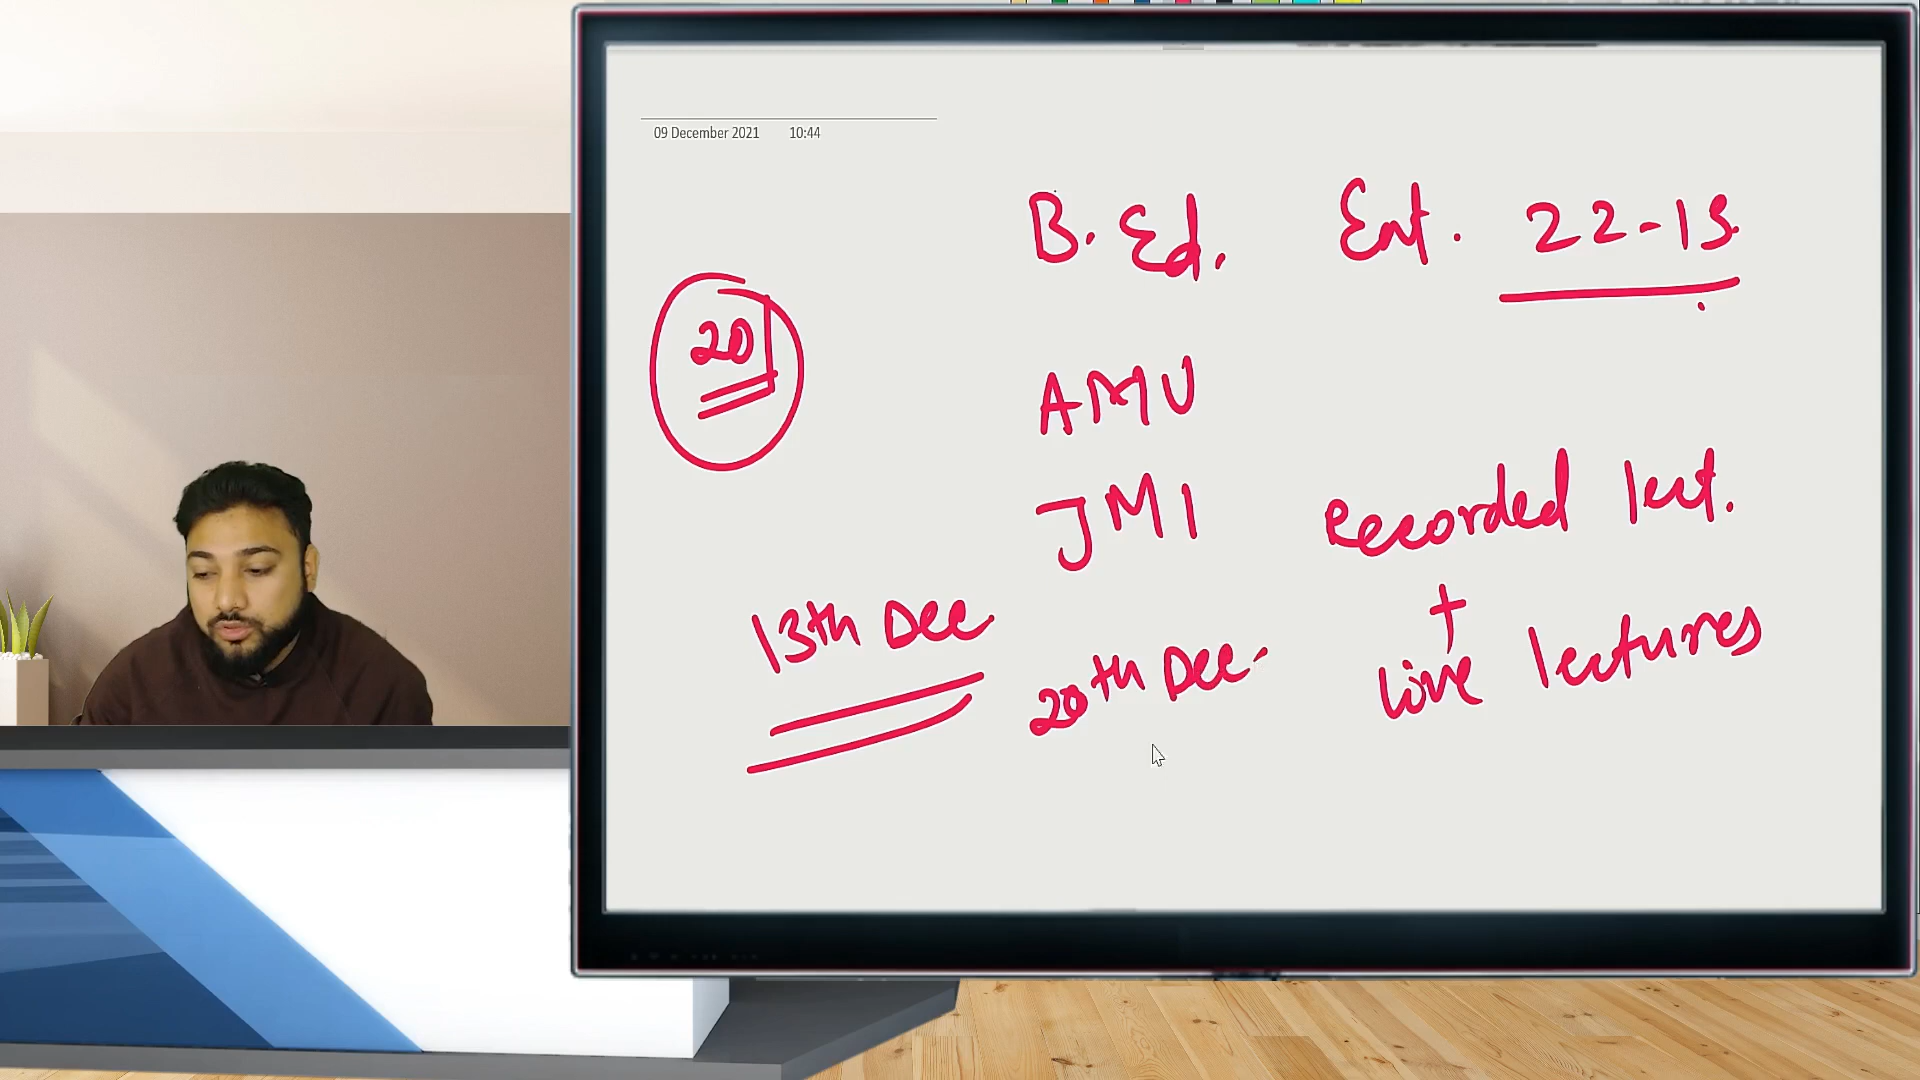 09 December 2021 10:44
B. Ed. Ent. 22-13
20
AMU
JMI
Recorded lect.
+
Live lectures
13th Dec
20th Dec.